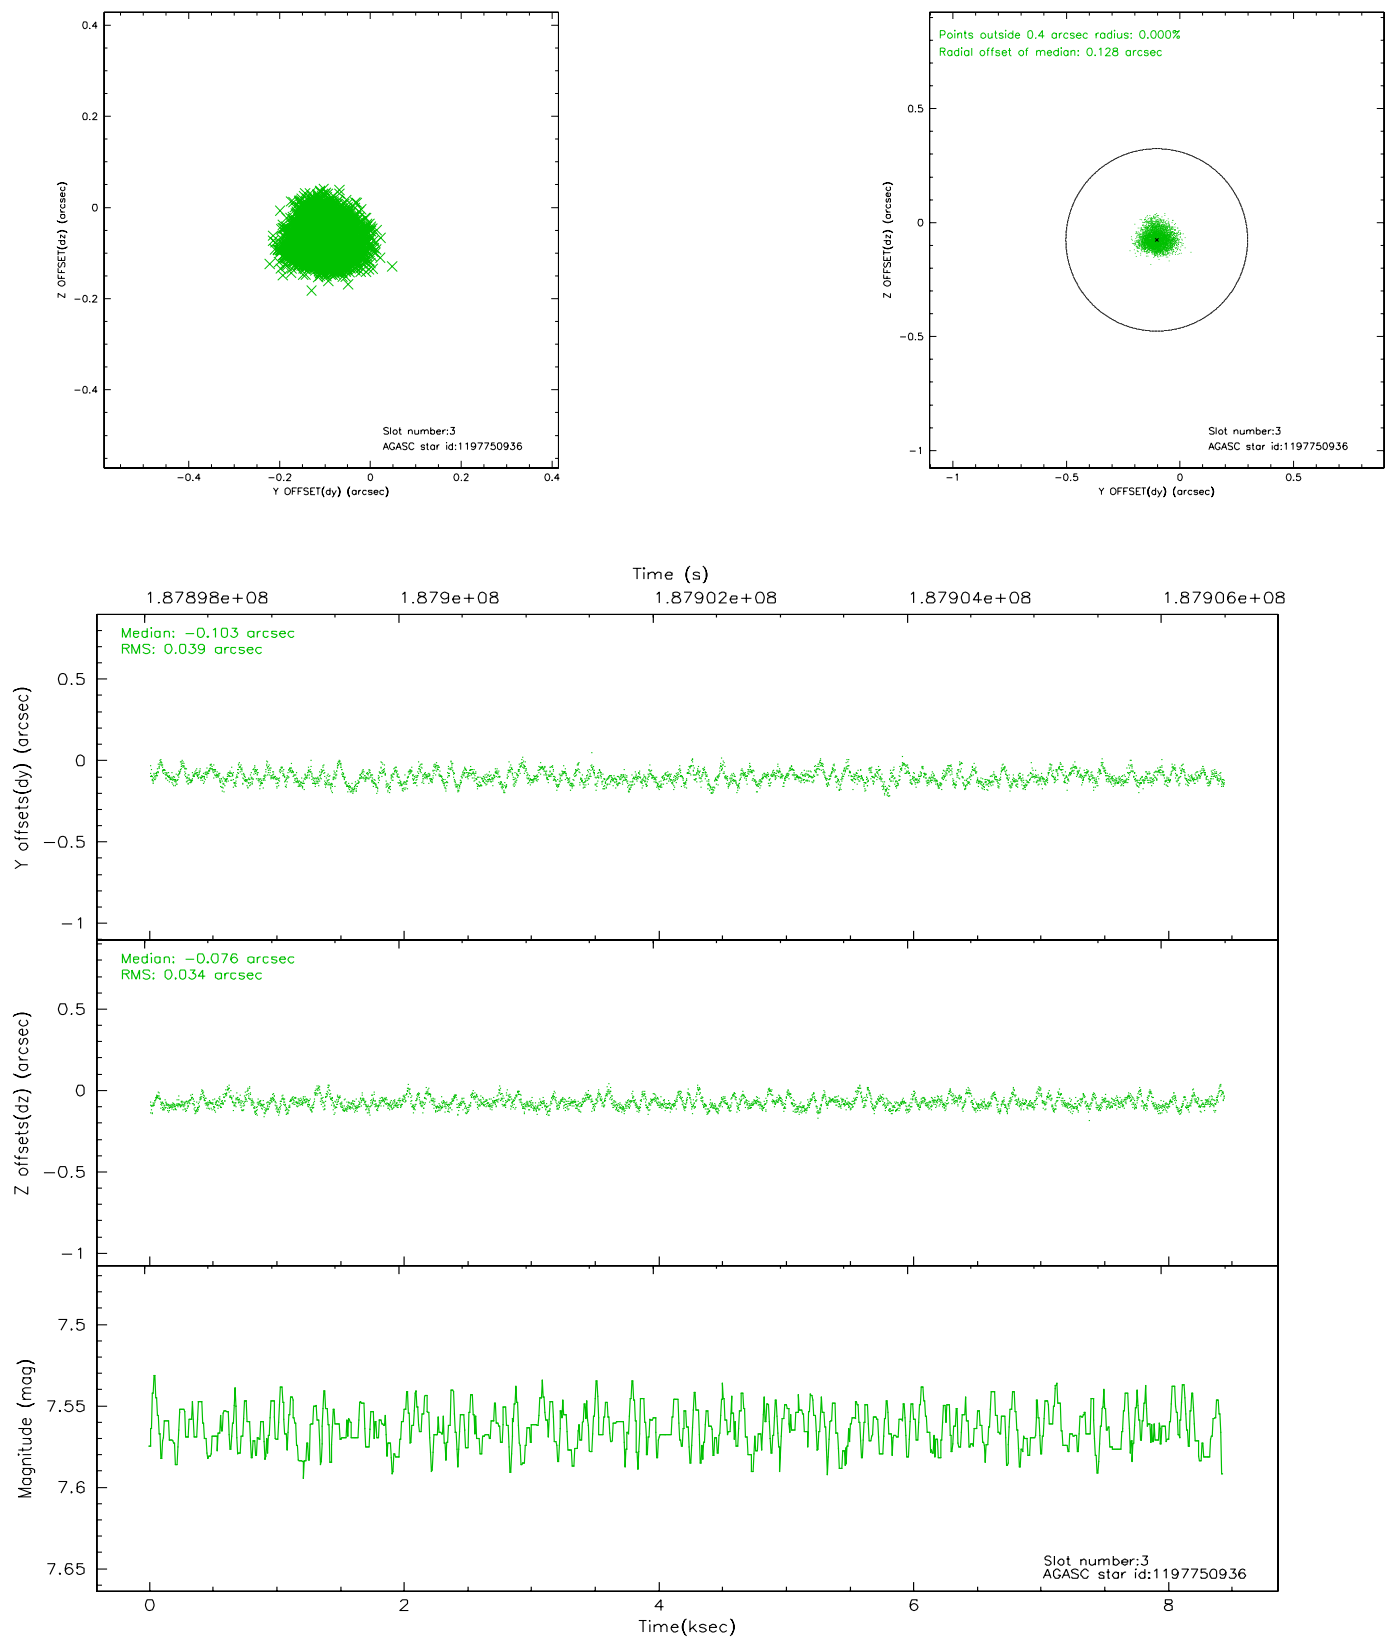 0.4
0.2
0
-0.2
-0.4
Z OFFSET(dz) (arcsec)
Slot number:3
AGASC star id:1197750936
-0.4 -0.2 0 0.2 0.4
Y OFFSET(dy) (arcsec)
Points outside 0.4 arcsec radius: 0.000%
Radial offset of median: 0.128 arcsec
0.5
0
-0.5
-1
Z OFFSET(dz) (arcsec)
Slot number:3
AGASC star id:1197750936
-1 -0.5 0 0.5
Y OFFSET(dy) (arcsec)
Time (s)
1.87898e+08 1.879e+08 1.87902e+08 1.87904e+08 1.87906e+08
Median: -0.103 arcsec
RMS: 0.039 arcsec
0.5
0
-0.5
-1
Y offsets(dy) (arcsec)
Median: -0.076 arcsec
RMS: 0.034 arcsec
0.5
0
-0.5
-1
Z offsets(dz) (arcsec)
7.5
7.55
7.6
7.65
Magnitude (mag)
Slot number:3
AGASC star id:1197750936
0 2 4 6 8
Time(ksec)